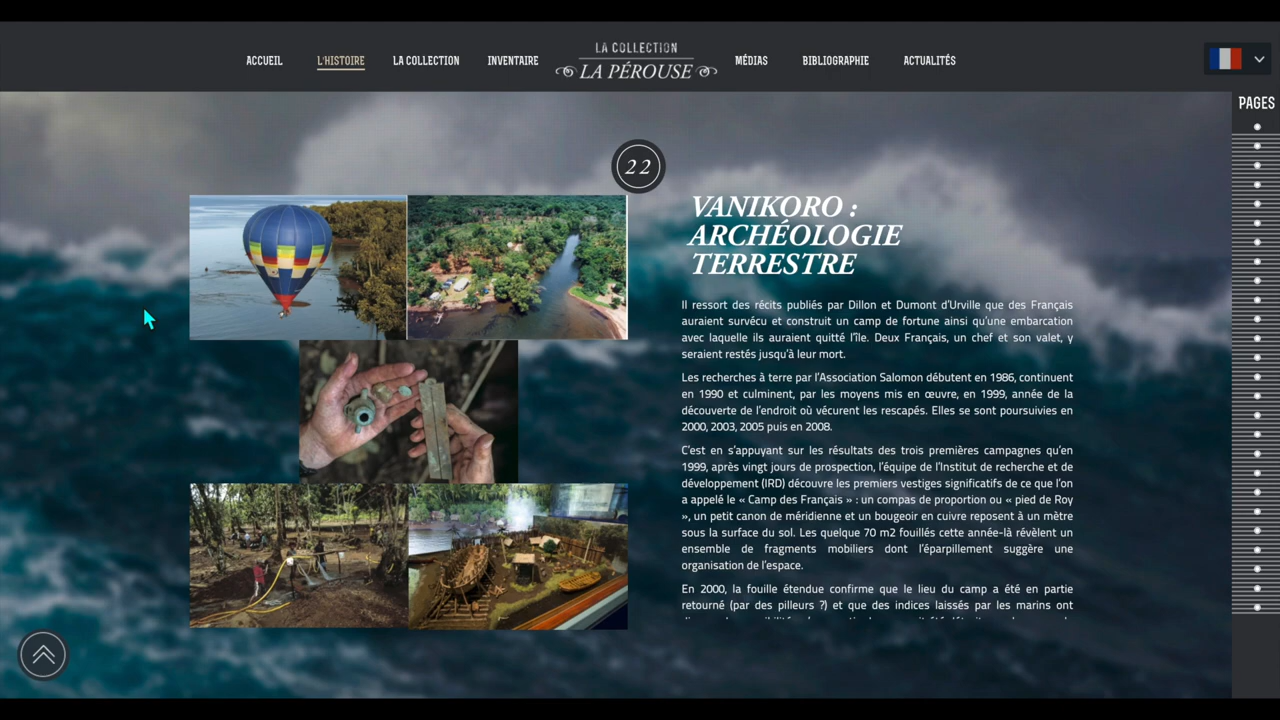 LA COLLECTION
ACCUEIL L'HISTOIRE LA COLLECTION INVENTAIRE LA PÉROUSE MÉDIAS BIBLIOGRAPHIE ACTUALITÉS
PAGES
22
VANIKORO :
ARCHÉOLOGIE
TERRESTRE
Il ressort des récits publiés par Dillon et Dumont d'Urville que des Français
auraient survécu et construit un camp de fortune ainsi qu'une embarcation
avec laquelle ils auraient quitté l'île. Deux Français, un chef et son valet, y
seraient restés jusqu'à leur mort.
Les recherches à terre par l'Association Salomon débutent en 1986, continuent
en 1990 et culminent, par les moyens mis en œuvre, en 1999, année de la
découverte de l'endroit où vécurent les rescapés. Elles se sont poursuivies en
2000, 2003, 2005 puis en 2008.
C'est en s'appuyant sur les résultats des trois premières campagnes qu'en
1999, après vingt jours de prospection, l'équipe de l'Institut de recherche et de
développement (IRD) découvre les premiers vestiges significatifs de ce que l'on
a appelé le « Camp des Français » : un compas de proportion ou « pied de Roy
», un petit canon de méridienne et un bougeoir en cuivre reposent à un mètre
sous la surface du sol. Les quelque 70 m2 fouillés cette année-là révèlent un
ensemble de fragments mobiliers dont l'éparpillement suggère une
organisation de l'espace.
En 2000, la fouille étendue confirme que le lieu du camp a été en partie
retourné (par des pilleurs ?) et que des indices laissés par les marins ont